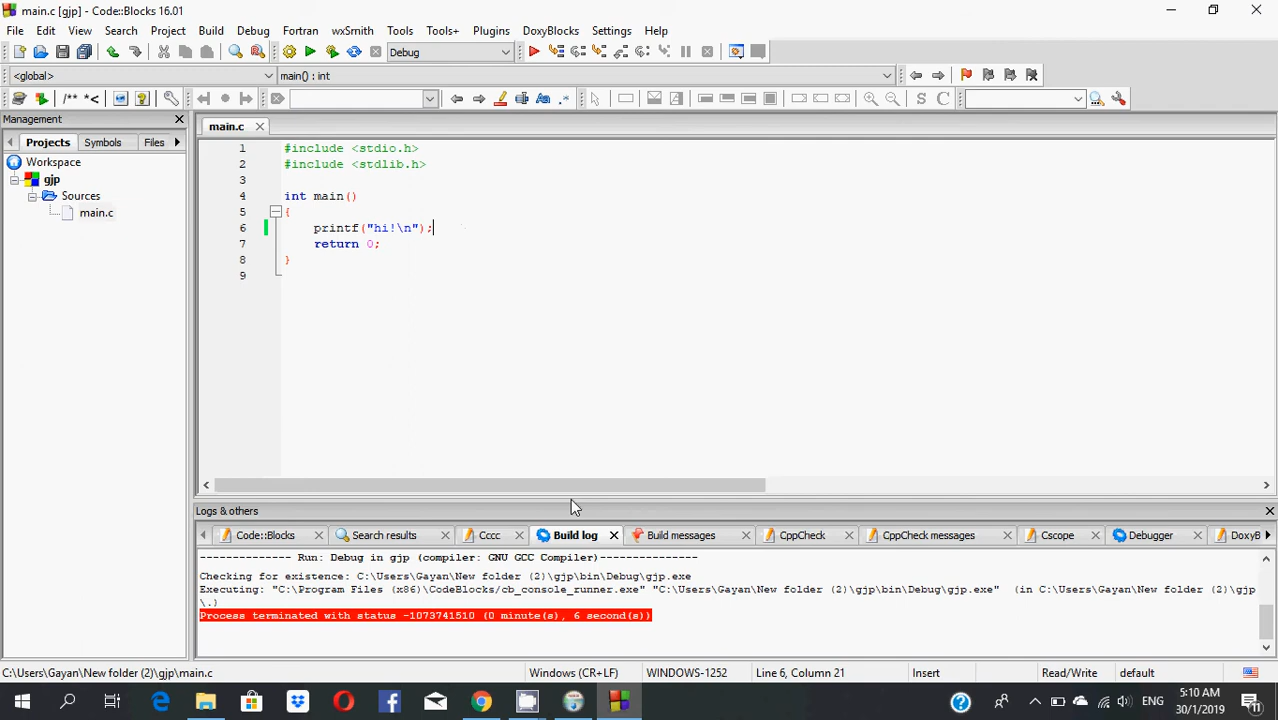 main.c [gjp] - Code::Blocks 16.01
File Edit View Search Project Build Debug Fortran wxSmith Tools Tools+ Plugins DoxyBlocks Settings Help
Debug
<global> main() : int
/** *< .* S C
Management
Projects Symbols Files
Workspace
gjp
Sources
main.c
main.c
1 #include <stdio.h>
2 #include <stdlib.h>
3
4 int main()
5 {
6 printf("hi!\n");
7 return 0;
8 }
9
Logs & others
Code::Blocks Search results Cccc Build log Build messages CppCheck CppCheck messages Cscope Debugger DoxyB
-------------- Run: Debug in gjp (compiler: GNU GCC Compiler)---------------
Checking for existence: C:\Users\Gayan\New folder (2)\gjp\bin\Debug\gjp.exe
Executing: "C:\Program Files (x86)\CodeBlocks/cb_console_runner.exe" "C:\Users\Gayan\New folder (2)\gjp\bin\Debug\gjp.exe"  (in C:\Users\Gayan\New folder (2)\gjp
\.)
Process terminated with status -1073741510 (0 minute(s), 6 second(s))
C:\Users\Gayan\New folder (2)\gjp\main.c Windows (CR+LF) WINDOWS-1252 Line 6, Column 21 Insert Read/Write default
ENG 5:10 AM
30/1/2019 11